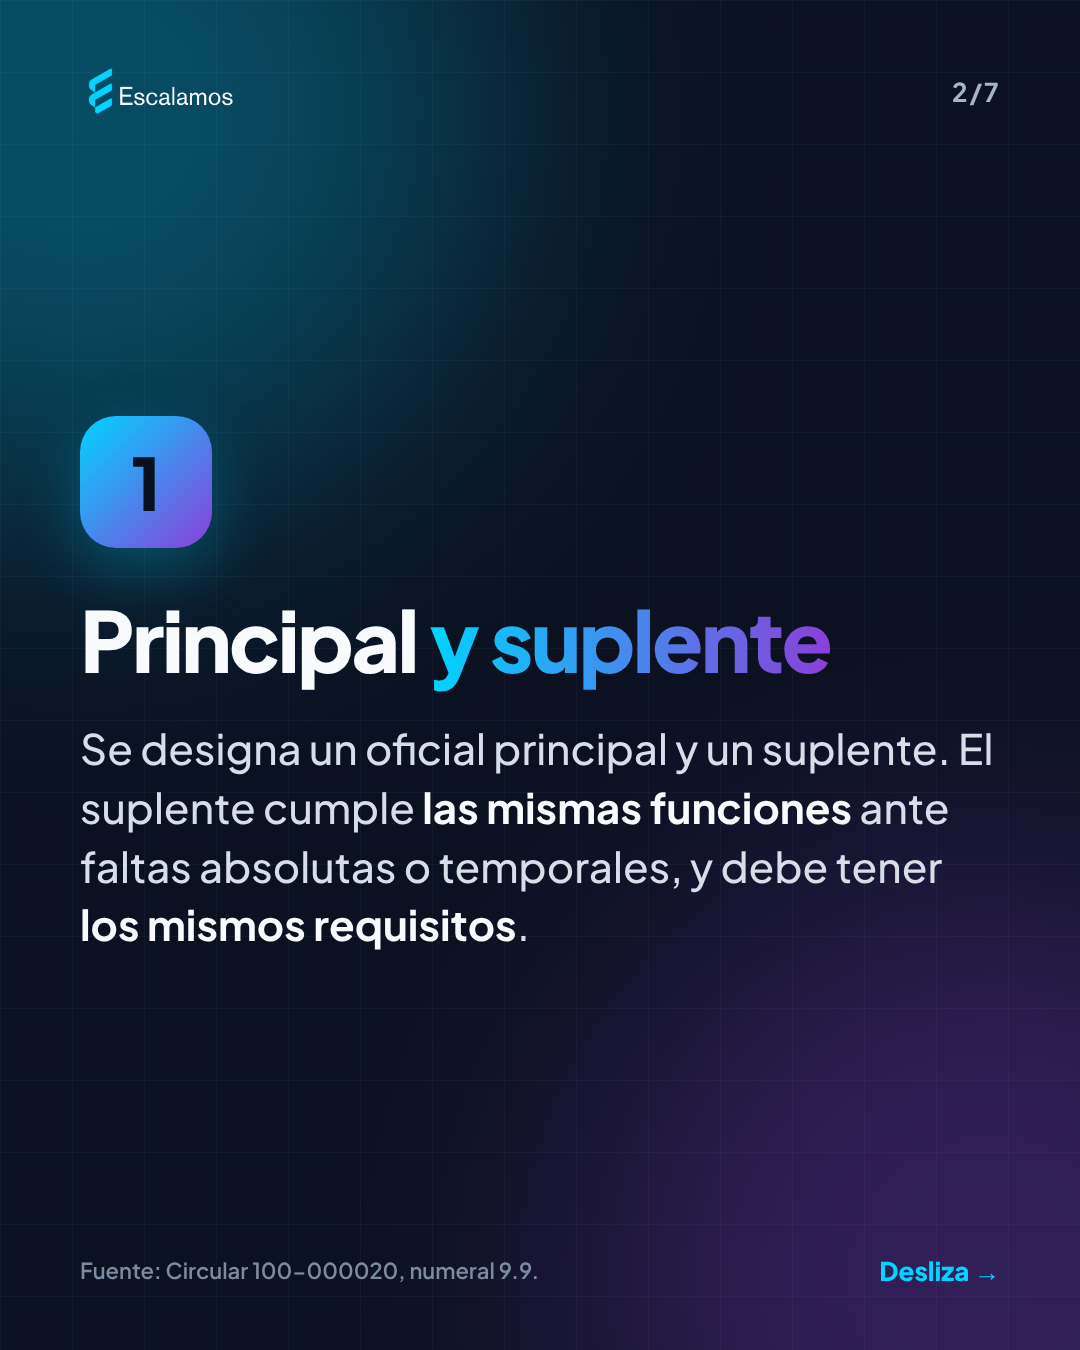 Escalamos
2/7
1
Principal y suplente
Se designa un oficial principal y un suplente. El
suplente cumple las mismas funciones ante
faltas absolutas o temporales, y debe tener
los mismos requisitos.
Fuente: Circular 100-000020, numeral 9.9.
Desliza →